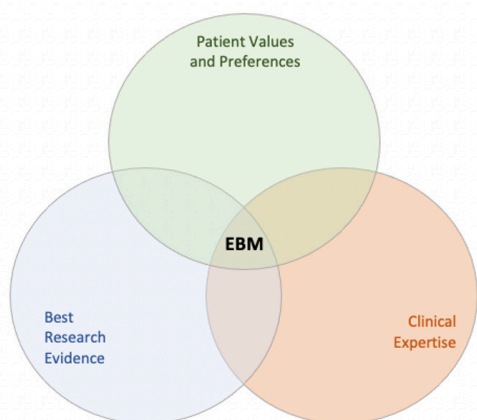 Patient Values
and Preferences
EBM
Best
Research
Evidence
Clinical
Expertise